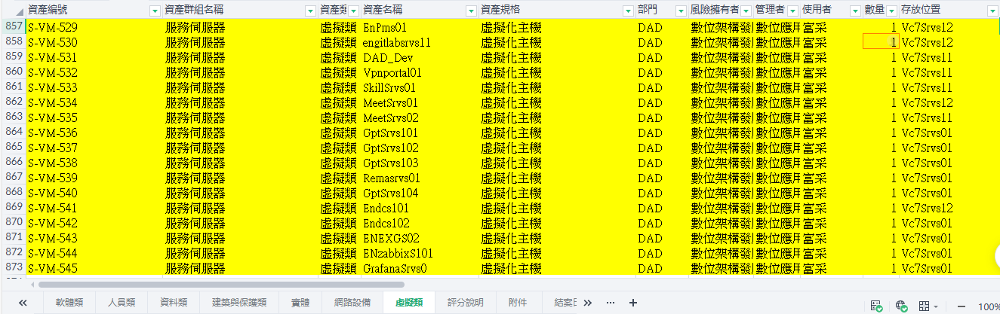 資產編號 資產群組名稱 資產類 資產名稱 資產規格 部門 風險擁有者 管理者 使用者 數量 存放位置
857 S-VM-529 服務伺服器 虛擬類 EnPms01 虛擬化主機 DAD 數位架構發 數位應用 富采 1 Vc7Srvs12
858 S-VM-530 服務伺服器 虛擬類 engitlabsrvs11 虛擬化主機 DAD 數位架構發 數位應用 富采 1 Vc7Srvs12
859 S-VM-531 服務伺服器 虛擬類 DAD_Dev 虛擬化主機 DAD 數位架構發 數位應用 富采 1 Vc7Srvs11
860 S-VM-532 服務伺服器 虛擬類 Vpnportal01 虛擬化主機 DAD 數位架構發 數位應用 富采 1 Vc7Srvs11
861 S-VM-533 服務伺服器 虛擬類 SkillSrvs01 虛擬化主機 DAD 數位架構發 數位應用 富采 1 Vc7Srvs11
862 S-VM-534 服務伺服器 虛擬類 MeetSrvs01 虛擬化主機 DAD 數位架構發 數位應用 富采 1 Vc7Srvs12
863 S-VM-535 服務伺服器 虛擬類 MeetSrvs02 虛擬化主機 DAD 數位架構發 數位應用 富采 1 Vc7Srvs11
864 S-VM-536 服務伺服器 虛擬類 GptSrvs101 虛擬化主機 DAD 數位架構發 數位應用 富采 1 Vc7Srvs01
865 S-VM-537 服務伺服器 虛擬類 GptSrvs102 虛擬化主機 DAD 數位架構發 數位應用 富采 1 Vc7Srvs01
866 S-VM-538 服務伺服器 虛擬類 GptSrvs103 虛擬化主機 DAD 數位架構發 數位應用 富采 1 Vc7Srvs01
867 S-VM-539 服務伺服器 虛擬類 Remasrvs01 虛擬化主機 DAD 數位架構發 數位應用 富采 1 Vc7Srvs01
868 S-VM-540 服務伺服器 虛擬類 GptSrvs104 虛擬化主機 DAD 數位架構發 數位應用 富采 1 Vc7Srvs01
869 S-VM-541 服務伺服器 虛擬類 Endcs101 虛擬化主機 DAD 數位架構發 數位應用 富采 1 Vc7Srvs12
870 S-VM-542 服務伺服器 虛擬類 Endcs102 虛擬化主機 DAD 數位架構發 數位應用 富采 1 Vc7Srvs01
871 S-VM-543 服務伺服器 虛擬類 ENEXGS02 虛擬化主機 DAD 數位架構發 數位應用 富采 1 Vc7Srvs01
872 S-VM-544 服務伺服器 虛擬類 ENzabbixS101 虛擬化主機 DAD 數位架構發 數位應用 富采 1 Vc7Srvs01
873 S-VM-545 服務伺服器 虛擬類 GrafanaSrvs0 虛擬化主機 DAD 數位架構發 數位應用 富采 1 Vc7Srvs01
軟體類 人員類 資料類 建築與保護類 實體 網路設備 虛擬類 評分說明 附件 結案日 100%